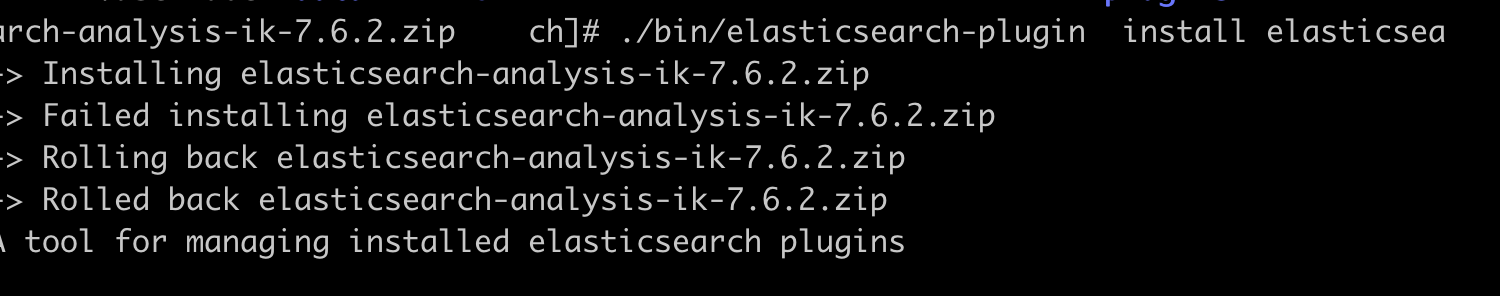 arch-analysis-ik-7.6.2.zip    ch]# ./bin/elasticsearch-plugin  install elasticsea
-> Installing elasticsearch-analysis-ik-7.6.2.zip
-> Failed installing elasticsearch-analysis-ik-7.6.2.zip
-> Rolling back elasticsearch-analysis-ik-7.6.2.zip
-> Rolled back elasticsearch-analysis-ik-7.6.2.zip
A tool for managing installed elasticsearch plugins